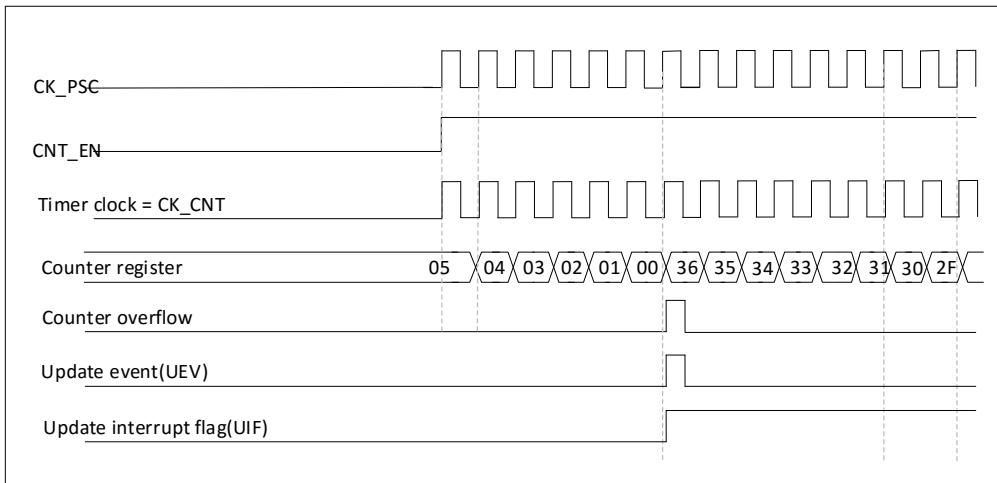 CK_PSC
CNT_EN
Timer clock = CK_CNT
Counter register 05 04 03 02 01 00 36 35 34 33 32 31 30 2F
Counter overflow
Update event(UEV)
Update interrupt flag(UIF)